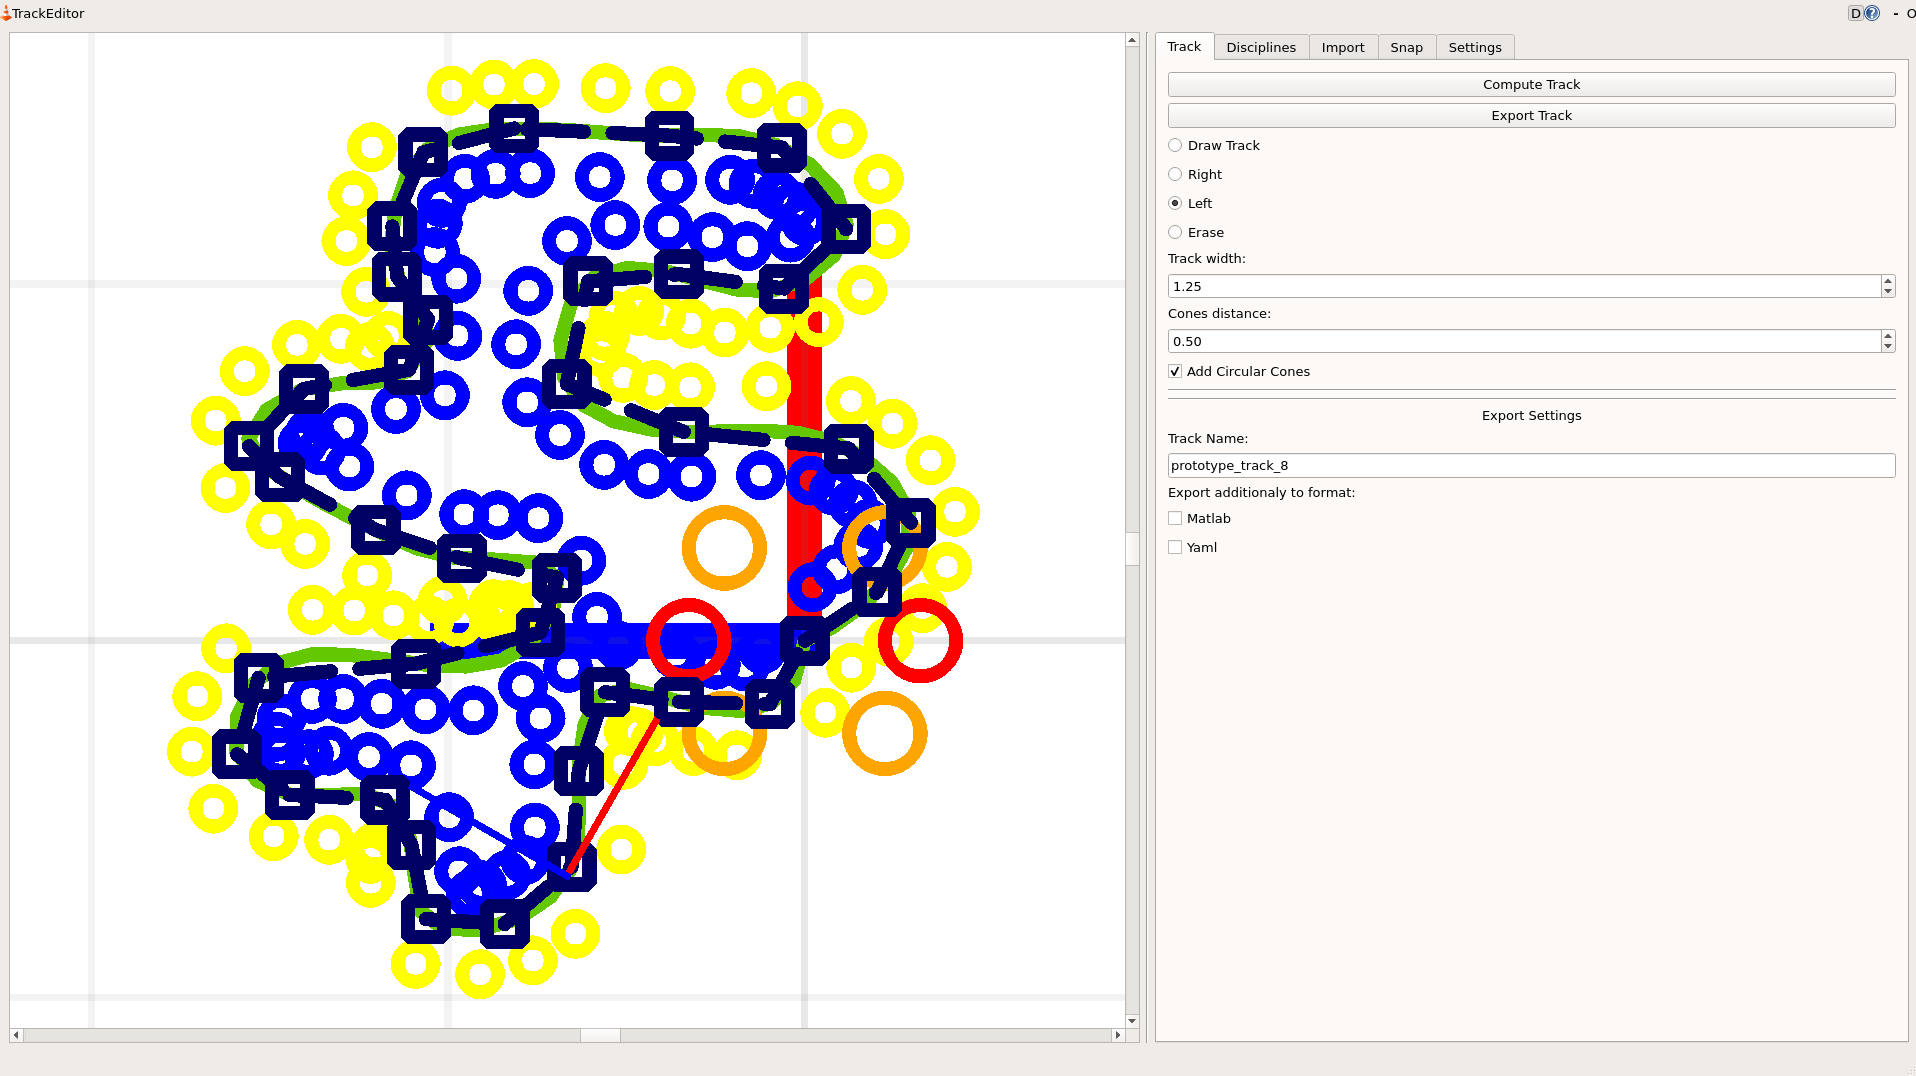 TrackEditor
D ? - O
Track Disciplines Import Snap Settings
Compute Track
Export Track
Draw Track
Right
Left
Erase
Track width:
1.25
Cones distance:
0.50
Add Circular Cones
Export Settings
Track Name:
prototype_track_8
Export additionaly to format:
Matlab
Yaml